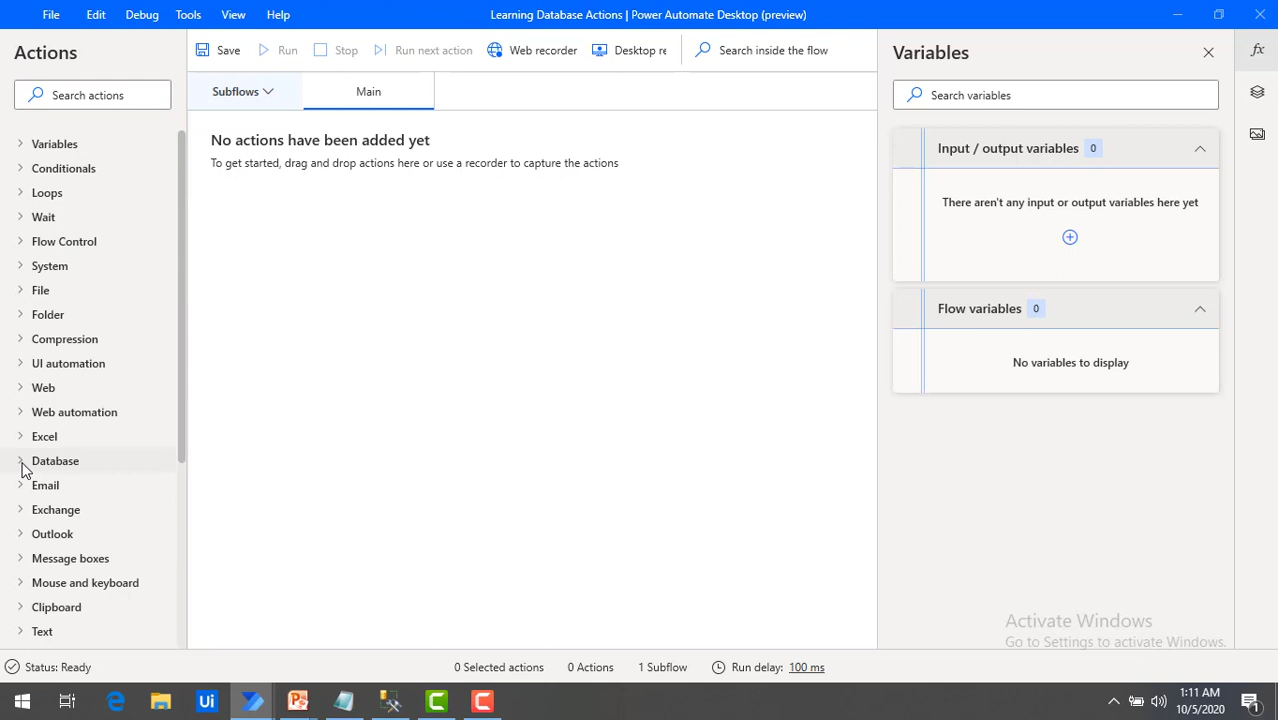 File Edit Debug Tools View Help Learning Database Actions | Power Automate Desktop (preview)
Actions
Search actions
Variables
Conditionals
Loops
Wait
Flow Control
System
File
Folder
Compression
UI automation
Web
Web automation
Excel
Database
Email
Exchange
Outlook
Message boxes
Mouse and keyboard
Clipboard
Text
Save Run Stop Run next action Web recorder Desktop re Search inside the flow
Subflows Main
No actions have been added yet
To get started, drag and drop actions here or use a recorder to capture the actions
Variables
fx
Search variables
Input / output variables 0
There aren't any input or output variables here yet
Flow variables 0
No variables to display
Activate Windows
Go to Settings to activate Windows.
Status: Ready 0 Selected actions 0 Actions 1 Subflow Run delay: 100 ms
Ui
1:11 AM
10/5/2020
1